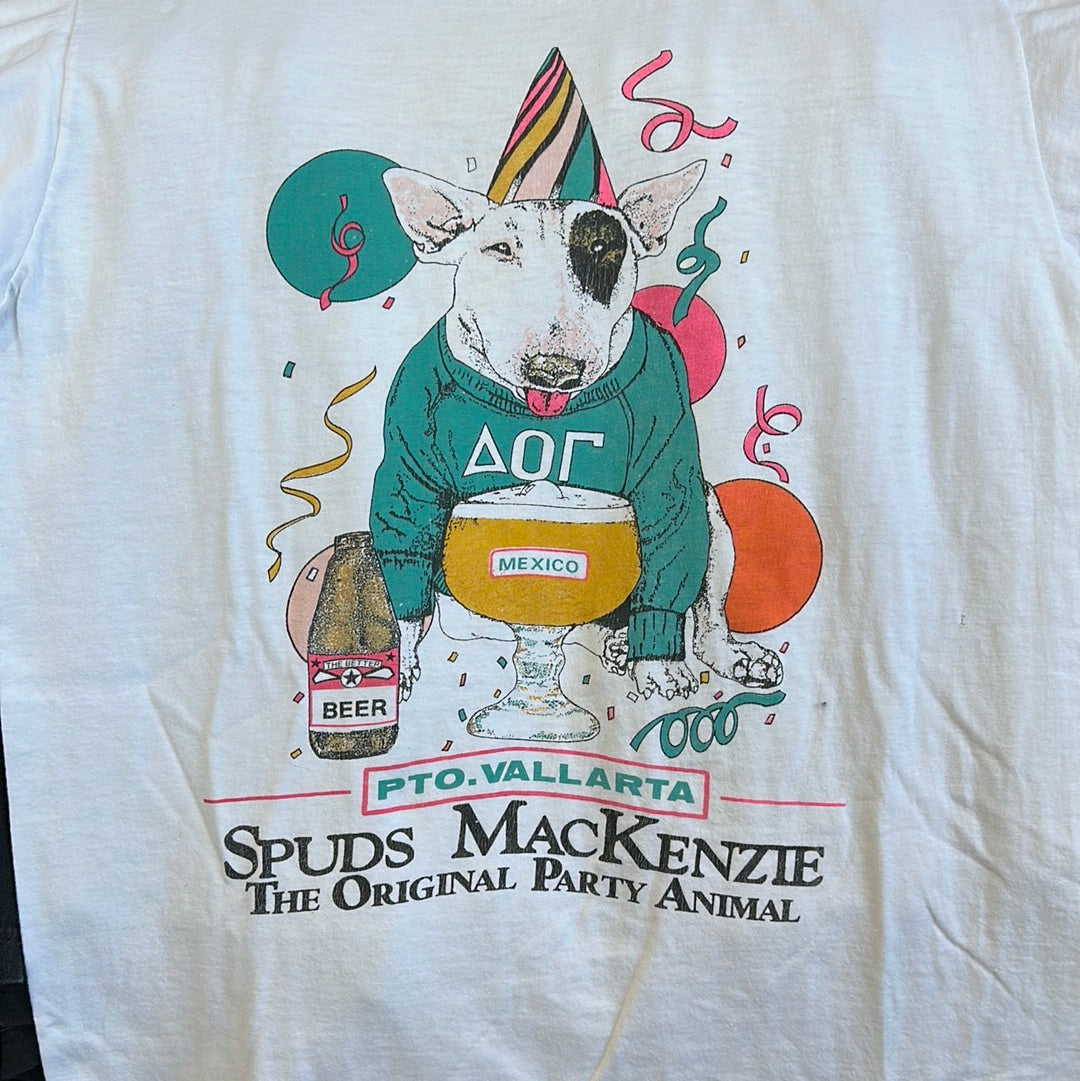 ΔΟΓ
MEXICO
THE BETTER
BEER
PTO. VALLARTA
SPUDS MACKENZIE
THE ORIGINAL PARTY ANIMAL